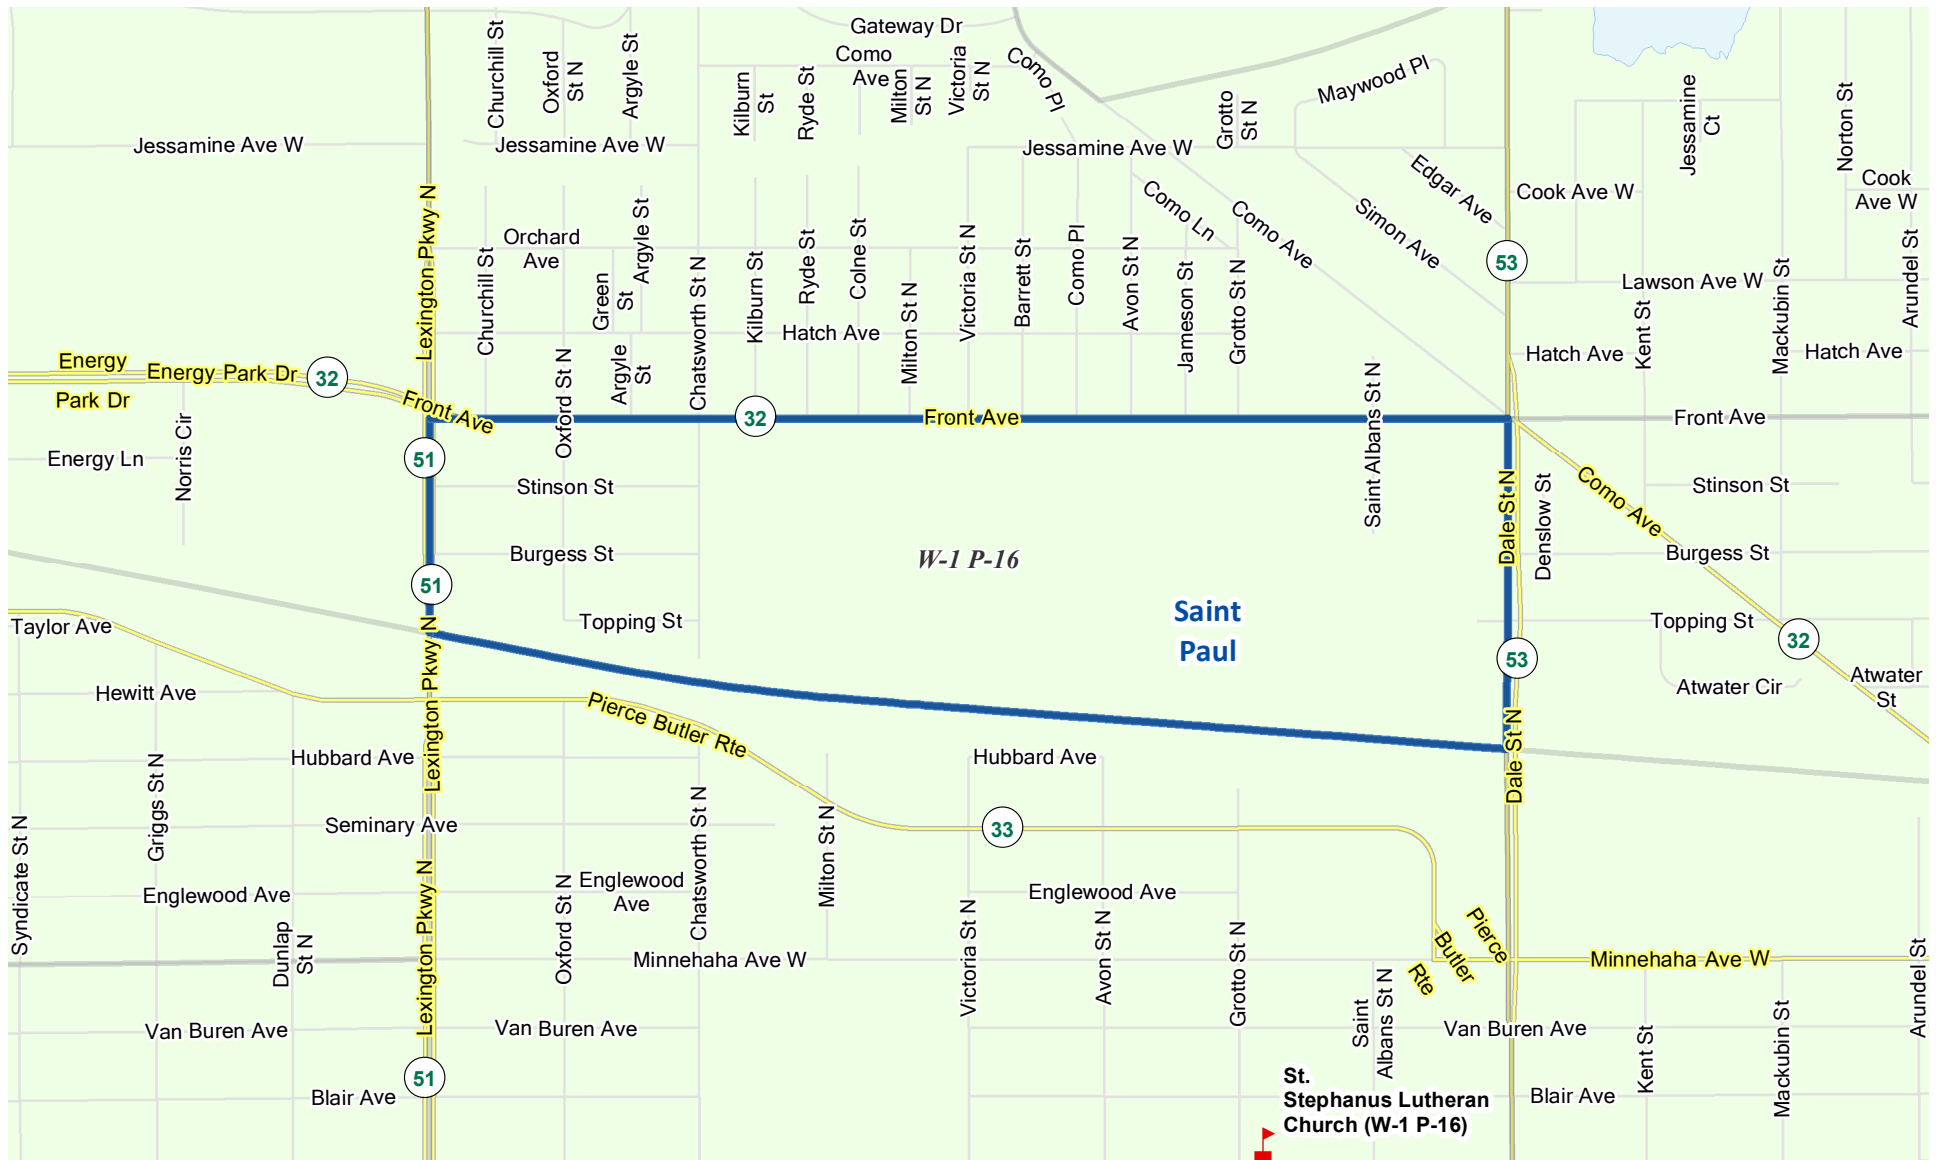 Gateway Dr
Churchill St
Oxford
St N
Argyle St
Kilburn
St
Ryde St
Como
Ave
Milton
St N
Victoria
St N
Como Pl
Grotto
St N
Maywood Pl
Jessamine
Ct
Norton St
Jessamine Ave W
Jessamine Ave W
Jessamine Ave W
Edgar Ave
Cook Ave W
Cook
Ave W
Lexington Pkwy N
Churchill St
Orchard
Ave
Green
St
Argyle St
Chatsworth St N
Kilburn St
Ryde St
Colne St
Milton St N
Victoria St N
Barrett St
Como Pl
Avon St N
Como Ln
Jameson St
Grotto St N
Como Ave
Simon Ave
53
Lawson Ave W
Kent St
Mackubin St
Arundel St
Hatch Ave
Hatch Ave
Hatch Ave
Energy
Park Dr
Energy Park Dr
32
Front Ave
Oxford St N
Argyle
St
32
Front Ave
Saint Albans St N
Front Ave
Norris Cir
Energy Ln
51
Stinson St
Dale St N
Denslow St
Como Ave
Stinson St
Burgess St
W-1 P-16
Burgess St
51
Saint
Paul
Taylor Ave
Topping St
Topping St
32
53
Lexington Pkwy N
Hewitt Ave
Pierce Butler Rte
Atwater Cir
Atwater
St
Hubbard Ave
Hubbard Ave
Dale St N
Griggs St N
Syndicate St N
Seminary Ave
Chatsworth St N
Milton St N
33
Englewood Ave
Lexington Pkwy N
Oxford St N
Englewood
Ave
Englewood Ave
Dunlap
St N
Minnehaha Ave W
Victoria St N
Avon St N
Grotto St N
Pierce
Butler
Rte
Minnehaha Ave W
Arundel St
Van Buren Ave
Van Buren Ave
Saint
Albans St N
Van Buren Ave
Kent St
Mackubin St
51
Blair Ave
St.
Stephanus Lutheran
Church (W-1 P-16)
Blair Ave